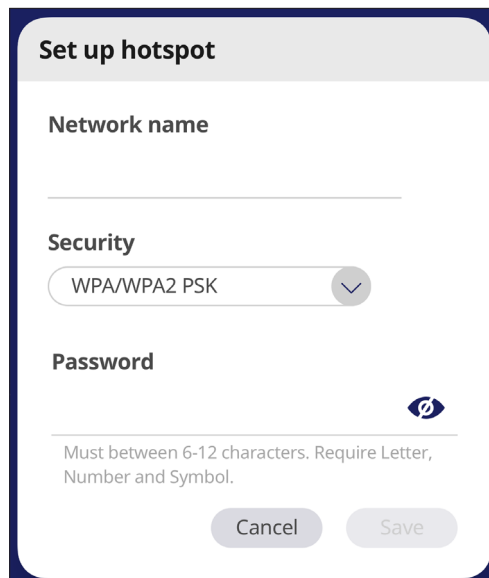 Set up hotspot
Network name
Security
WPA/WPA2 PSK
Password
Must between 6-12 characters. Require Letter,
Number and Symbol.
Cancel
Save